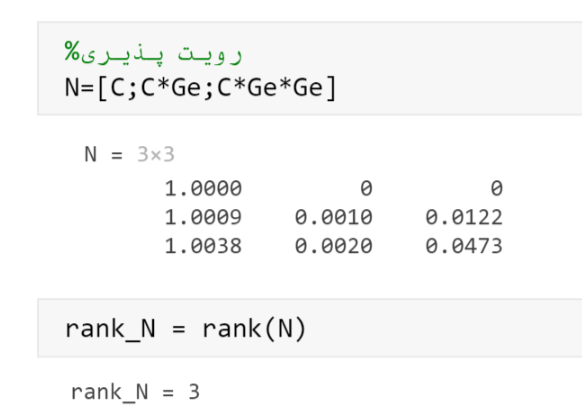 %رویت پذیری
N=[C;C*Ge;C*Ge*Ge]
N = 3×3
1.0000 0 0
1.0009 0.0010 0.0122
1.0038 0.0020 0.0473
rank_N = rank(N)
rank_N = 3